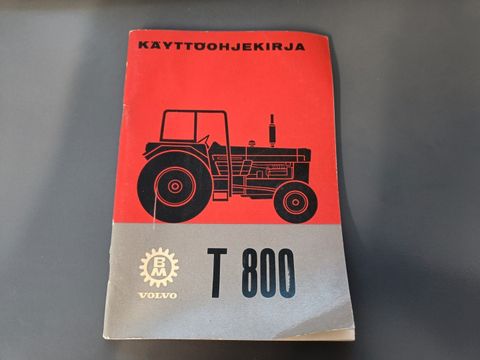 KÄYTTÖOHJEKIRJA
BM
VOLVO
T 800